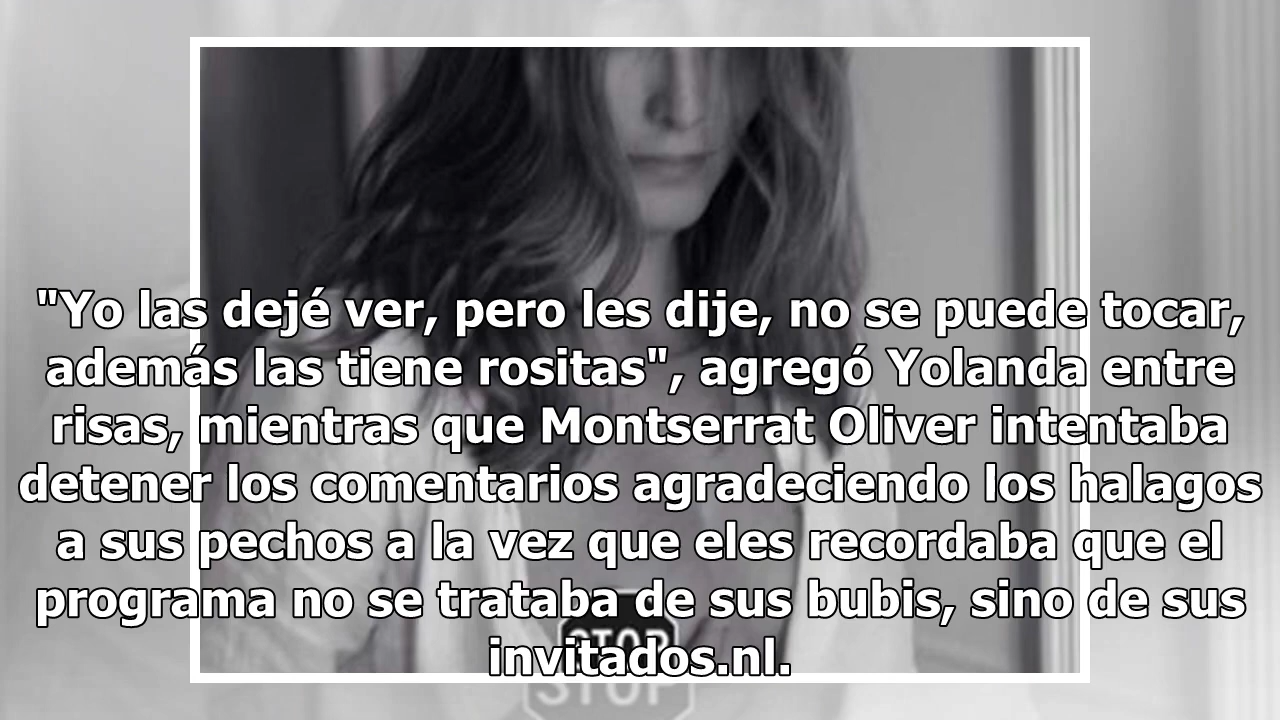 "Yo las dejé ver, pero les dije, no se puede tocar,
además las tiene rositas", agregó Yolanda entre
risas, mientras que Montserrat Oliver intentaba
detener los comentarios agradeciendo los halagos
a sus pechos a la vez que eles recordaba que el
programa no se trataba de sus bubis, sino de sus
STOP
invitados.nl.
STOP